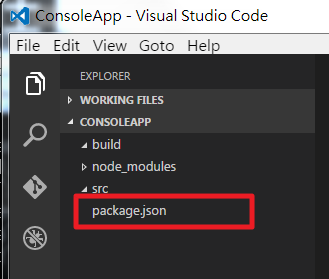 ConsoleApp - Visual Studio Code
File Edit View Goto Help
EXPLORER
WORKING FILES
CONSOLEAPP
build
node_modules
src
package.json